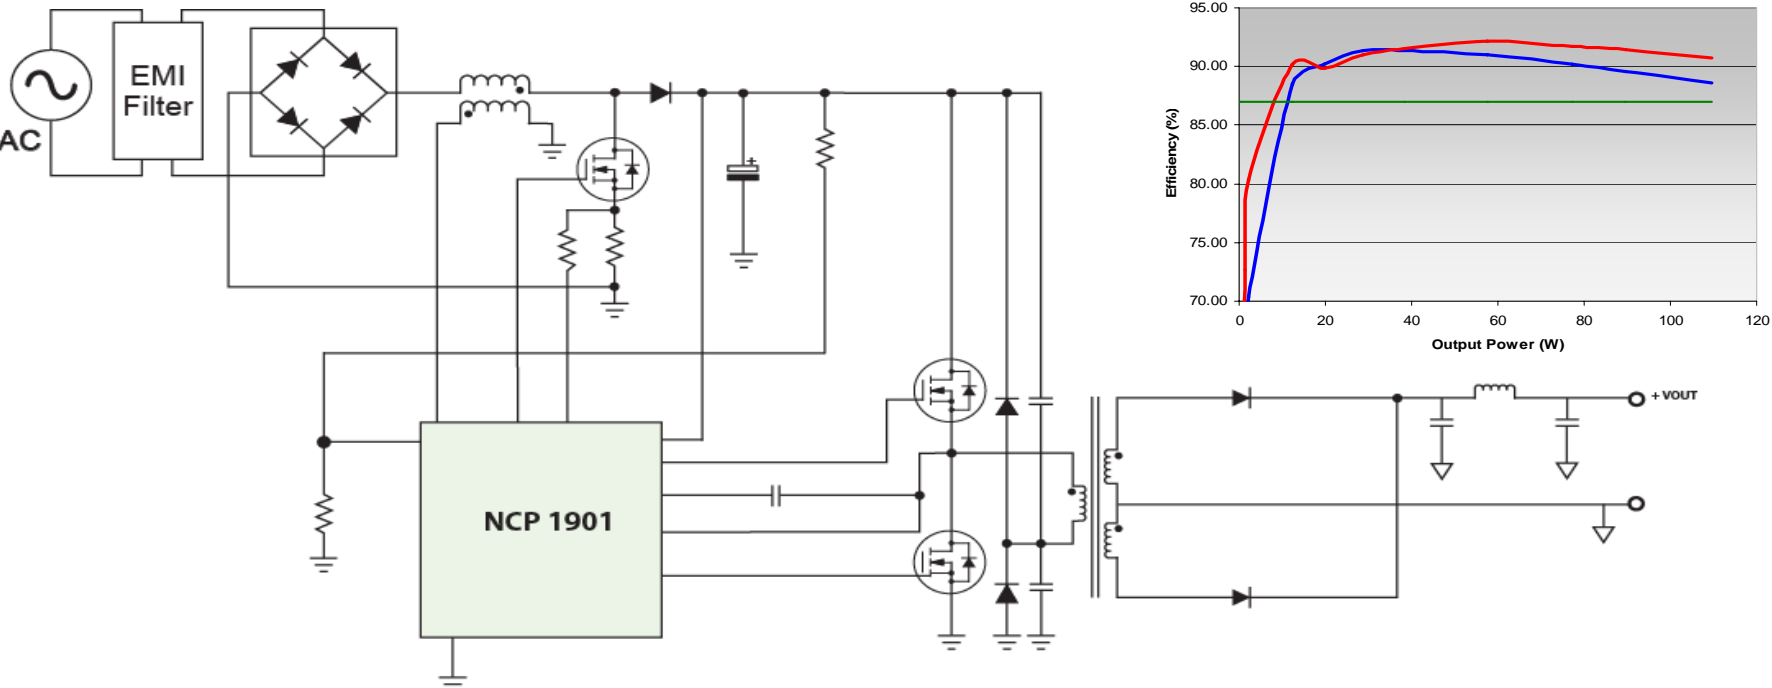 EMI
Filter
AC
NCP 1901
+
+ VOUT
95.00
90.00
85.00
80.00
75.00
70.00
Efficiency (%)
0 20 40 60 80 100 120
Output Power (W)